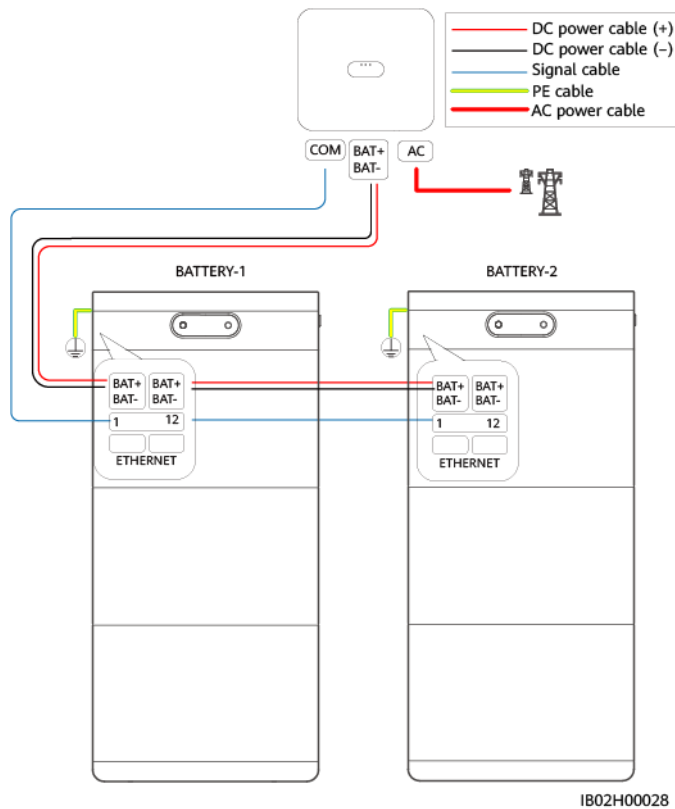 DC power cable (+)
DC power cable (−)
Signal cable
PE cable
AC power cable
COM
BAT+
BAT-
AC
BATTERY-1
BATTERY-2
BAT+ BAT+
BAT- BAT-
1 12
ETHERNET
BAT+ BAT+
BAT- BAT-
1 12
ETHERNET
IB02H00028